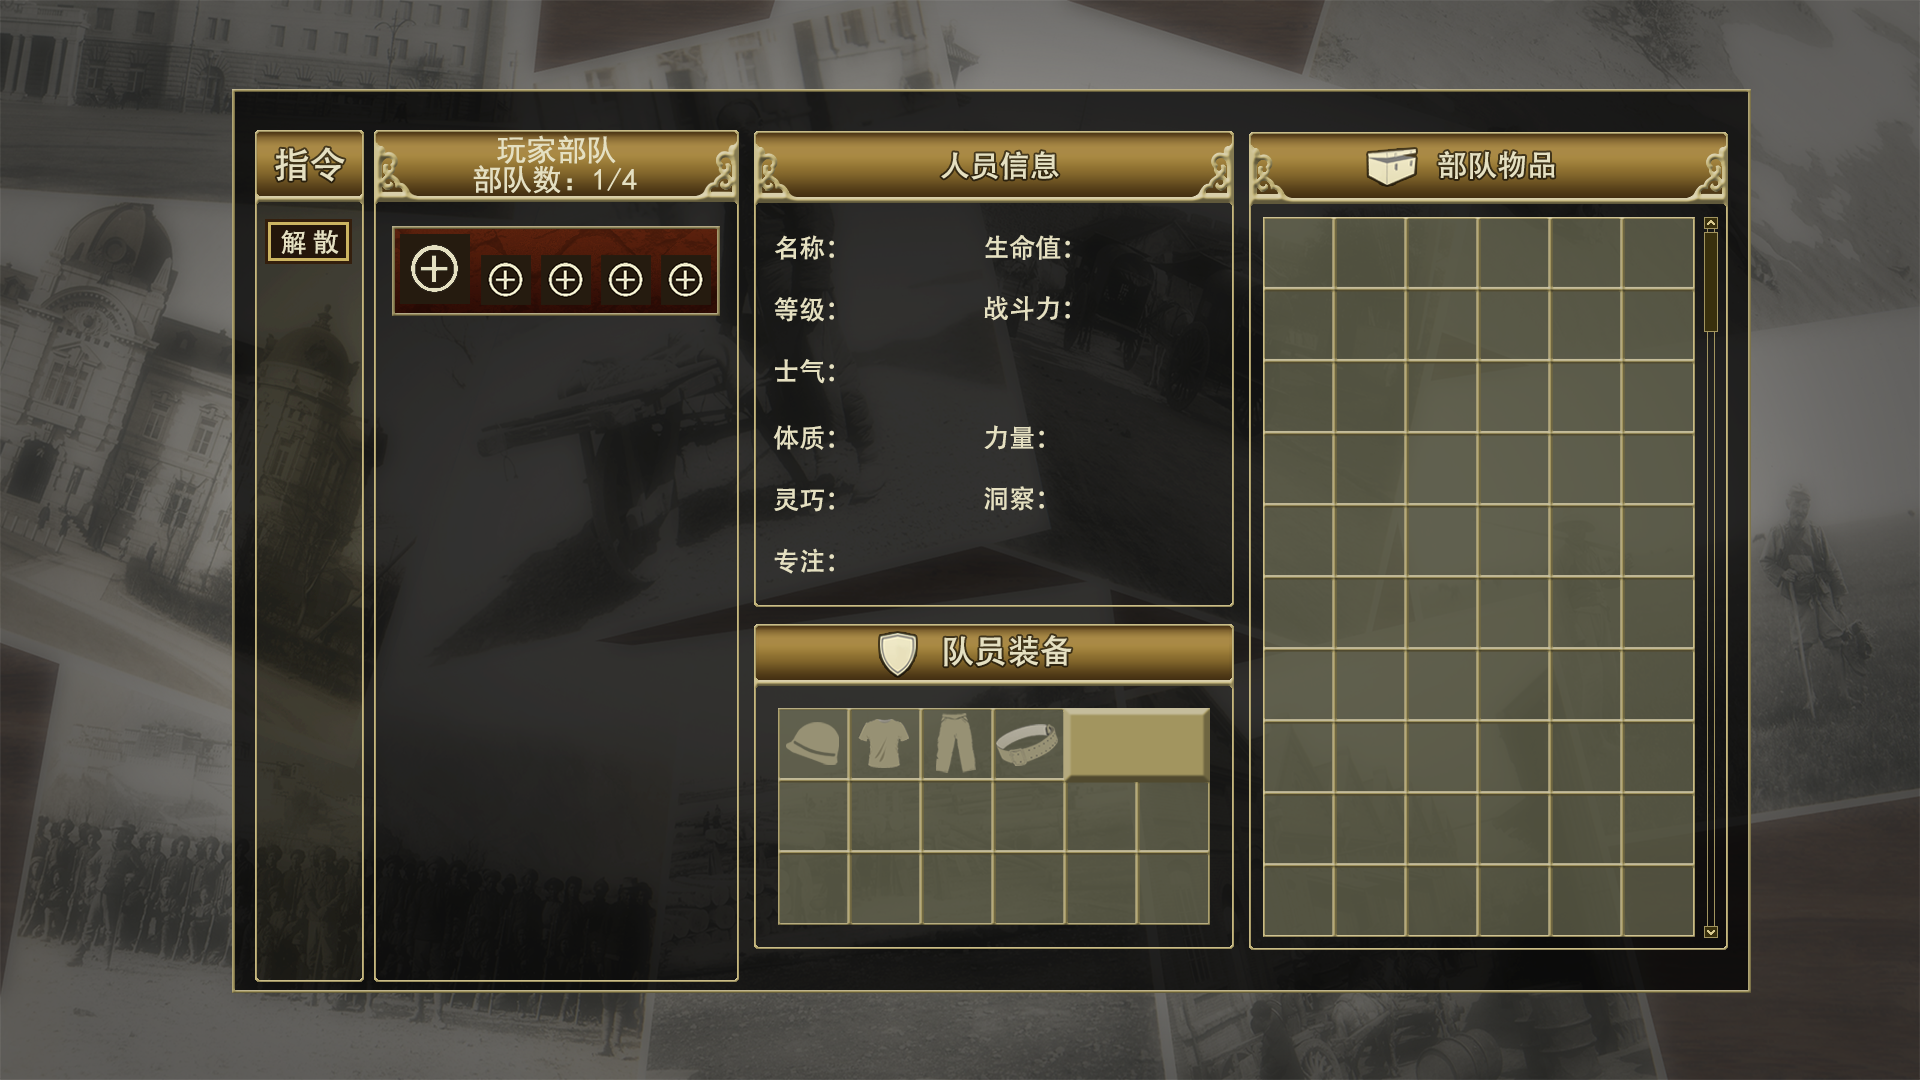 指令
解散
玩家部队
部队数：1/4
人员信息
名称：
生命值：
等级：
战斗力：
士气：
体质：
力量：
灵巧：
洞察：
专注：
队员装备
部队物品